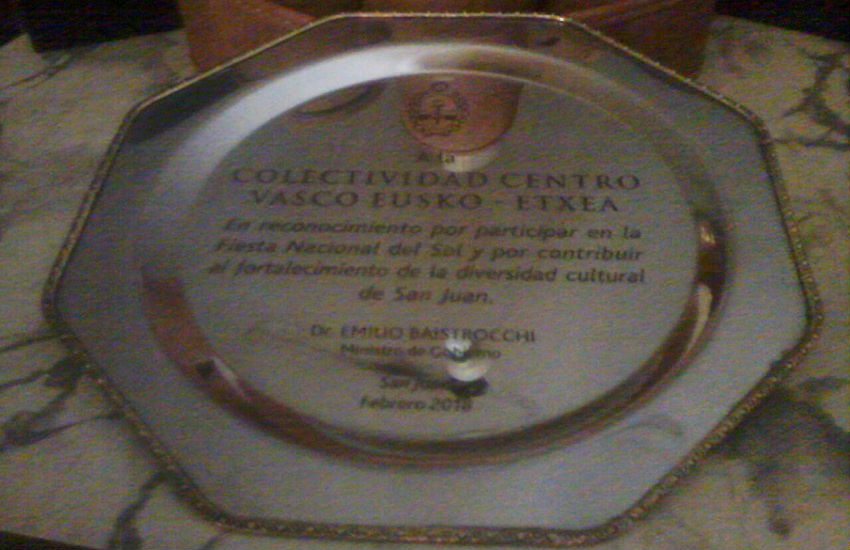 A la
COLECTIVIDAD CENTRO
VASCO EUSKO - ETXEA
En reconocimiento por participar en la
Fiesta Nacional del Sol y por contribuir
al fortalecimiento de la diversidad cultural
de San Juan.
Dr. EMILIO BAISTROCCHI
Ministro de Gobierno
San Juan
Febrero 2018